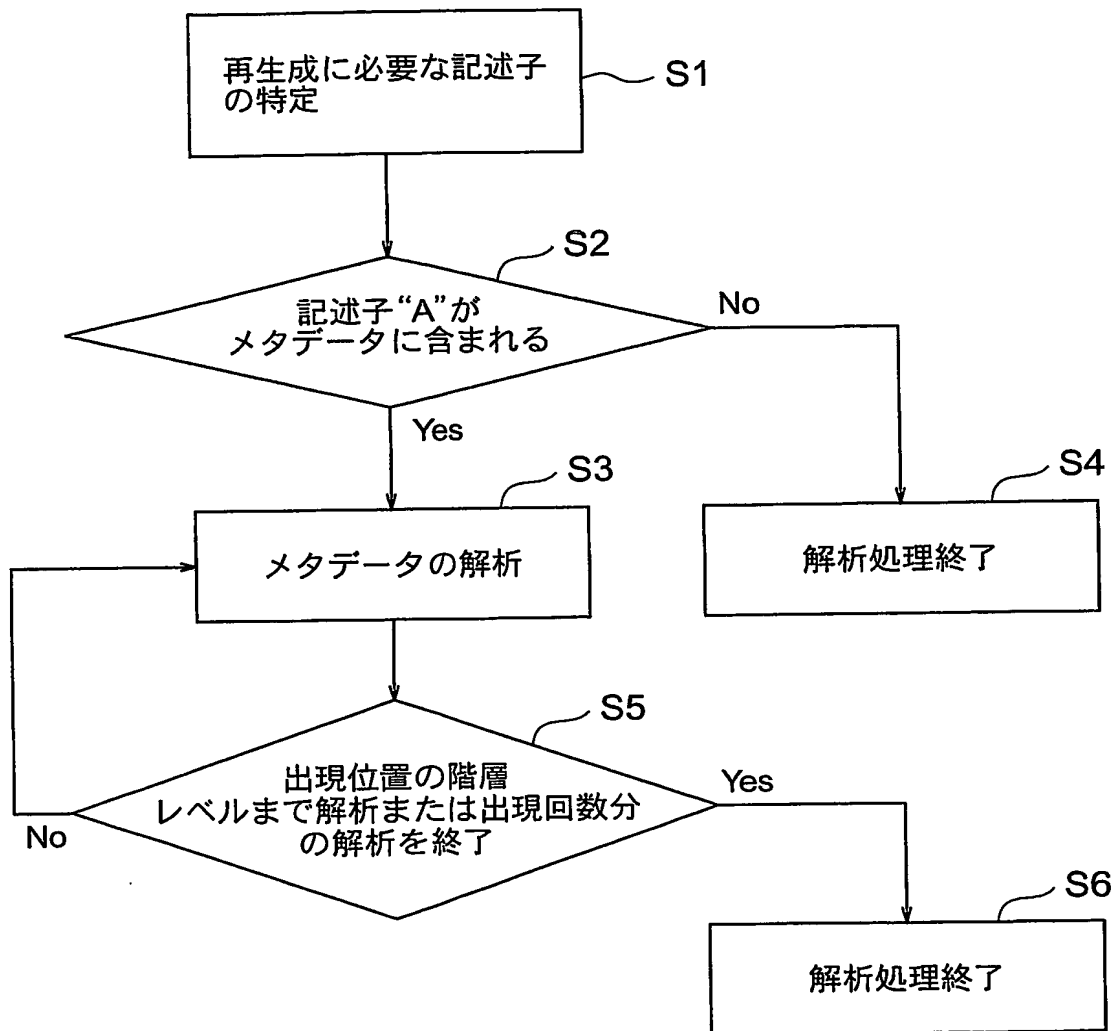 再生成に必要な記述子
の特定
S1
S2
記述子“A”が
メタデータに含まれる
No
Yes
S3
メタデータの解析
S4
解析処理終了
S5
出現位置の階層
レベルまで解析または出現回数分
の解析を終了
Yes
No
S6
解析処理終了